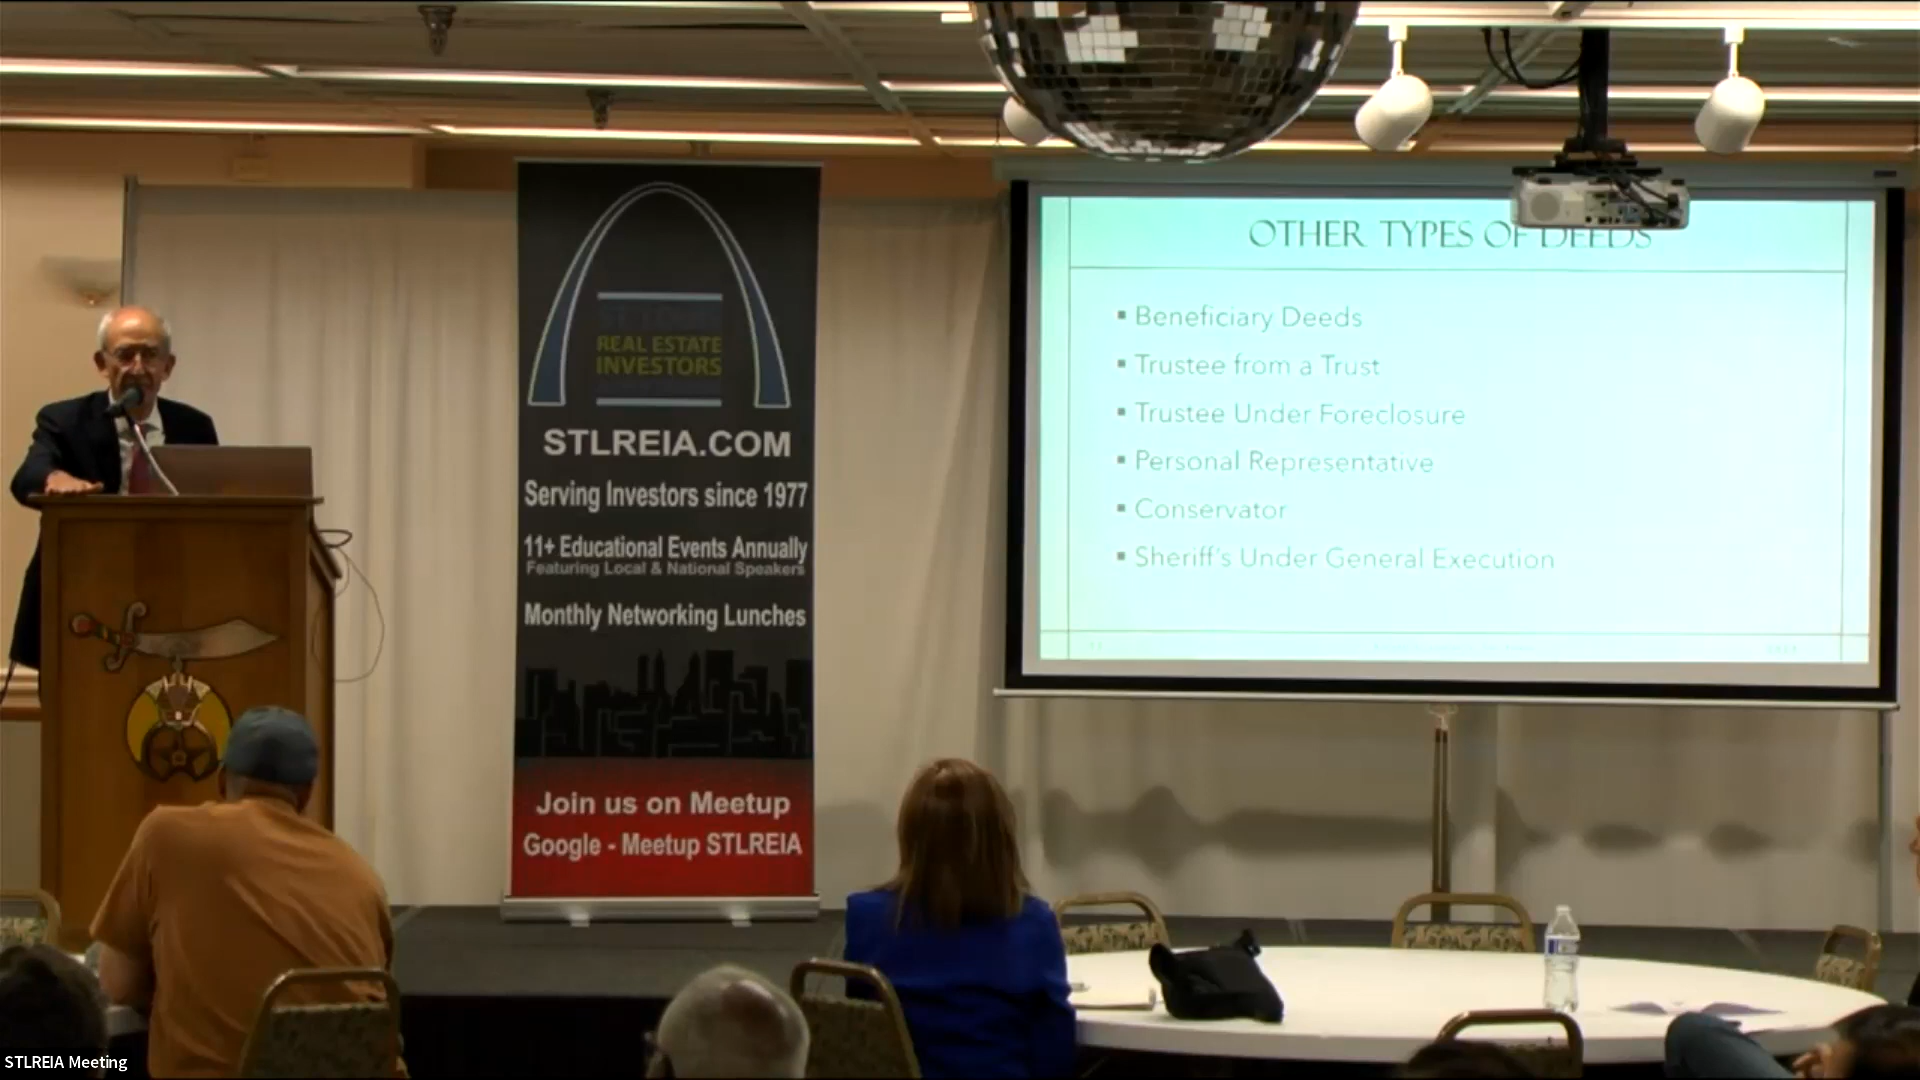 REAL ESTATE
INVESTORS
STLREIA.COM
Serving Investors since 1977
11+ Educational Events Annually
Featuring Local & National Speakers
Monthly Networking Lunches
Join us on Meetup
Google - Meetup STLREIA
OTHER TYPES OF DEEDS
▪ Beneficiary Deeds
▪ Trustee from a Trust
▪ Trustee Under Foreclosure
▪ Personal Representative
▪ Conservator
▪ Sheriff's Under General Execution
STLREIA Meeting